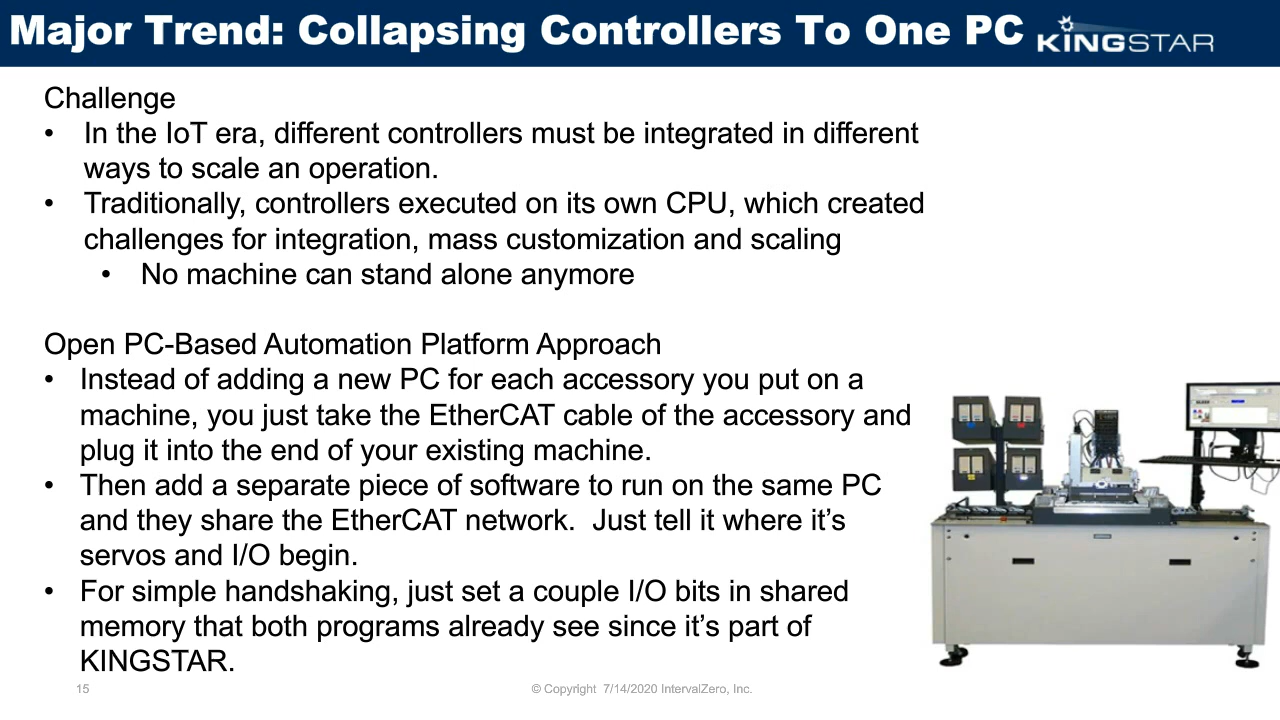 Major Trend: Collapsing Controllers To One PC
KINGSTAR
Challenge
• In the IoT era, different controllers must be integrated in different
ways to scale an operation.
• Traditionally, controllers executed on its own CPU, which created
challenges for integration, mass customization and scaling
• No machine can stand alone anymore
Open PC-Based Automation Platform Approach
• Instead of adding a new PC for each accessory you put on a
machine, you just take the EtherCAT cable of the accessory and
plug it into the end of your existing machine.
• Then add a separate piece of software to run on the same PC
and they share the EtherCAT network.  Just tell it where it’s
servos and I/O begin.
• For simple handshaking, just set a couple I/O bits in shared
memory that both programs already see since it’s part of
KINGSTAR.
15
© Copyright  7/14/2020 IntervalZero, Inc.